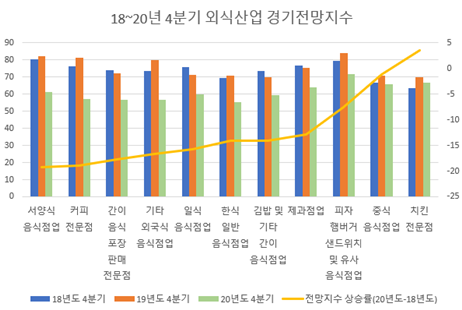 18~20년 4분기 외식산업 경기전망지수
90
80
70
60
50
40
30
20
10
0
5
0
-5
-10
-15
-20
-25
서양식
음식점업
커피
전문점
간이
음식
포장
판매
전문점
기타
외국식
음식점업
일식
음식점업
한식
일반
음식점업
김밥 및
기타
간이
음식점업
제과점업
피자
햄버거
샌드위치
및 유사
음식점업
중식
음식점업
치킨
전문점
18년도 4분기
19년도 4분기
20년도 4분기
전망지수 상승률(20년도-18년도)